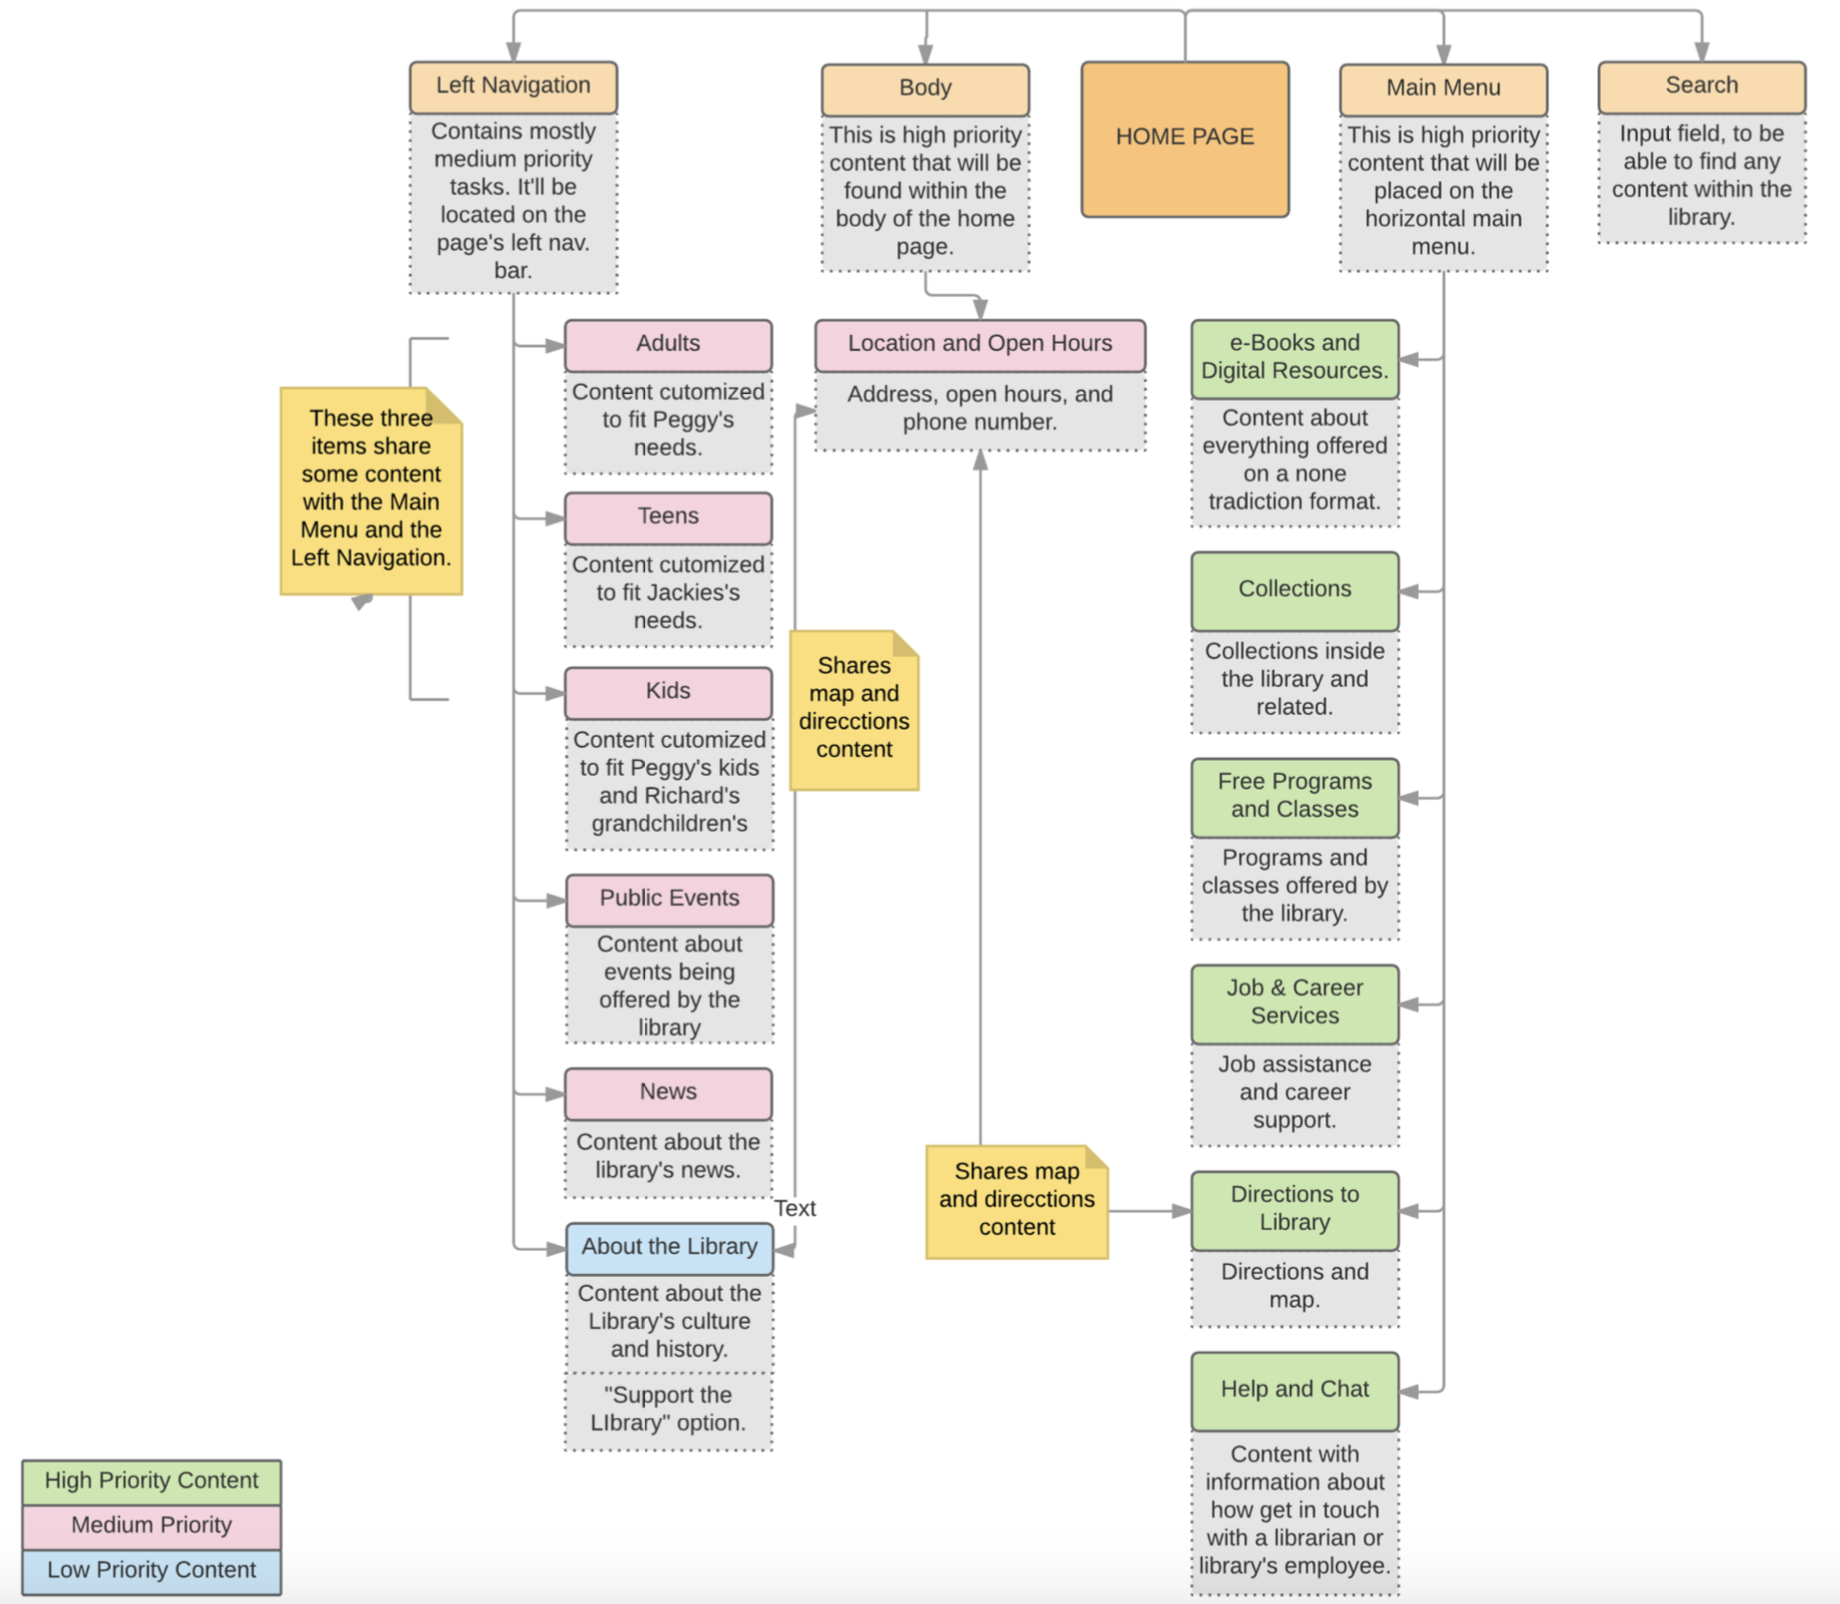 Left Navigation
Contains mostly
medium priority
tasks. It'll be
located on the
page's left nav.
bar.
Body
This is high priority
content that will be
found within the
body of the home
page.
HOME PAGE
Main Menu
This is high priority
content that will be
placed on the
horizontal main
menu.
Search
Input field, to be
able to find any
content within the
library.
These three
items share
some content
with the Main
Menu and the
Left Navigation.
Adults
Content cutomized
to fit Peggy's
needs.
Teens
Content cutomized
to fit Jackies's
needs.
Kids
Content cutomized
to fit Peggy's kids
and Richard's
grandchildren's
Public Events
Content about
events being
offered by the
library
News
Content about the
library's news.
Text
About the Library
Content about the
Library's culture
and history.
"Support the
LIbrary" option.
Location and Open Hours
Address, open hours, and
phone number.
Shares
map and
direcctions
content
Shares map
and direcctions
content
e-Books and
Digital Resources.
Content about
everything offered
on a none
tradiction format.
Collections
Collections inside
the library and
related.
Free Programs
and Classes
Programs and
classes offered by
the library.
Job & Career
Services
Job assistance
and career
support.
Directions to
Library
Directions and
map.
Help and Chat
Content with
information about
how get in touch
with a librarian or
library's employee.
High Priority Content
Medium Priority
Low Priority Content